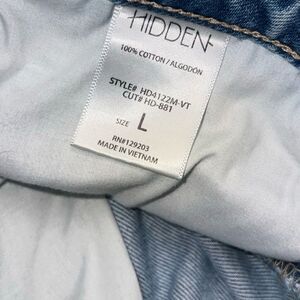 HIDDEN
100% COTTON / ALGODON
STYLE# HD4122M-VT
CUT# HD-881
SIZE L
RN#129203
MADE IN VIETNAM